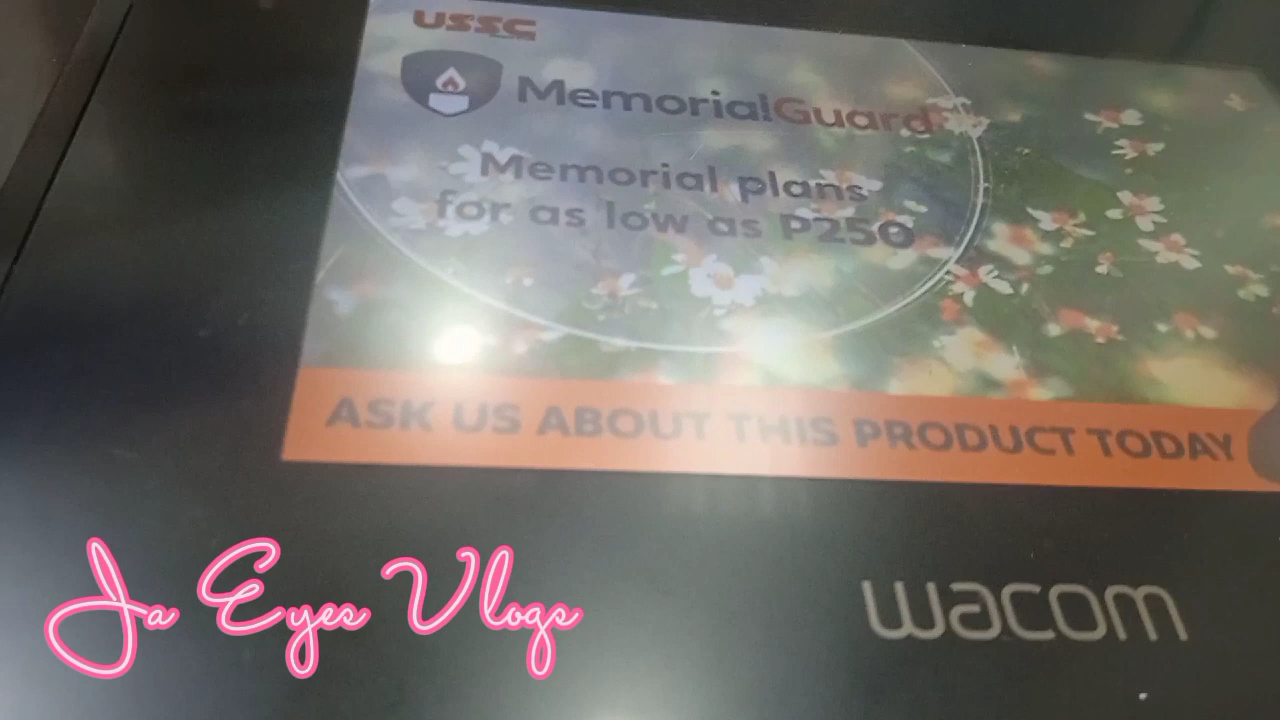 USSC
MemorialGuard
Memorial plans
for as low as P250
ASK US ABOUT THIS PRODUCT TODAY
wacom
Ja Eyes Vlogs